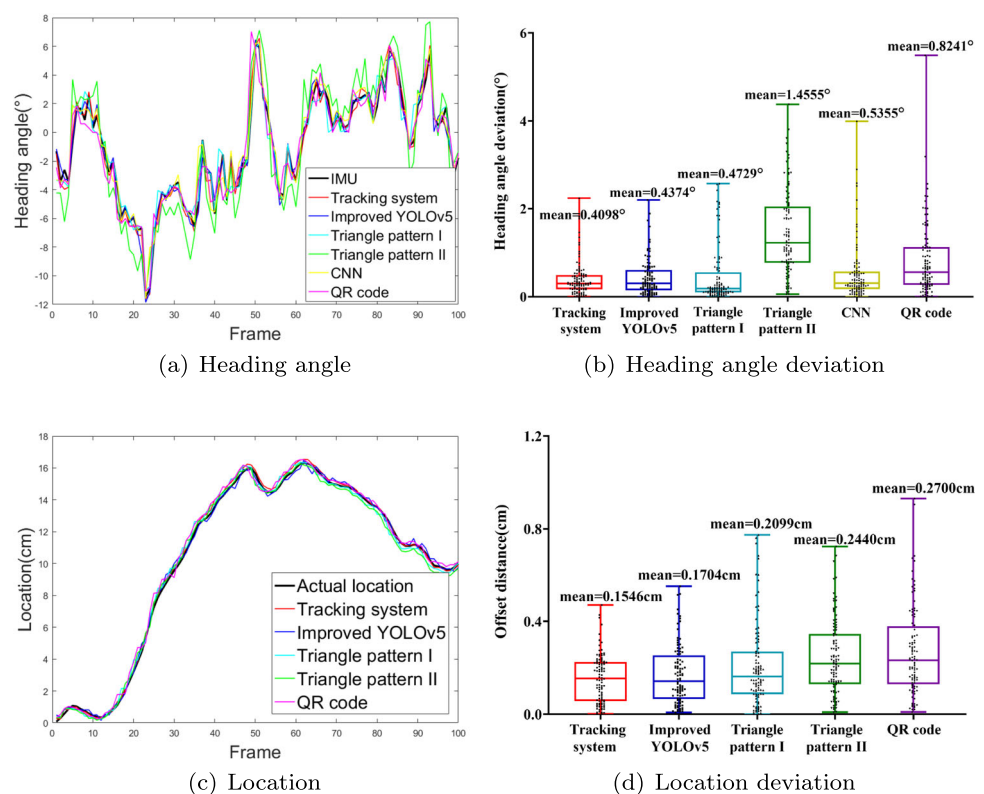 8
6
4
2
0
-2
-4
-6
-8
-10
-12
0
10
20
30
40
50
60
70
80
90
100
Heading angle(°)
Frame
IMU
Tracking system
Improved YOLOv5
Triangle pattern I
Triangle pattern II
CNN
QR code
(a) Heading angle
6
4
2
0
Heading angle deviation(°)
mean=0.4098°
mean=0.4374°
mean=0.4729°
mean=1.4555°
mean=0.5355°
mean=0.8241°
Tracking
system
Improved
YOLOv5
Triangle
pattern I
Triangle
pattern II
CNN
QR code
(b) Heading angle deviation
18
16
14
12
10
8
6
4
2
0
0
10
20
30
40
50
60
70
80
90
100
Location(cm)
Frame
Actual location
Tracking system
Improved YOLOv5
Triangle pattern I
Triangle pattern II
QR code
(c) Location
1.2
0.8
0.4
0.0
Offset distance(cm)
mean=0.1546cm
mean=0.1704cm
mean=0.2099cm
mean=0.2440cm
mean=0.2700cm
Tracking
system
Improved
YOLOv5
Triangle
pattern I
Triangle
pattern II
QR code
(d) Location deviation